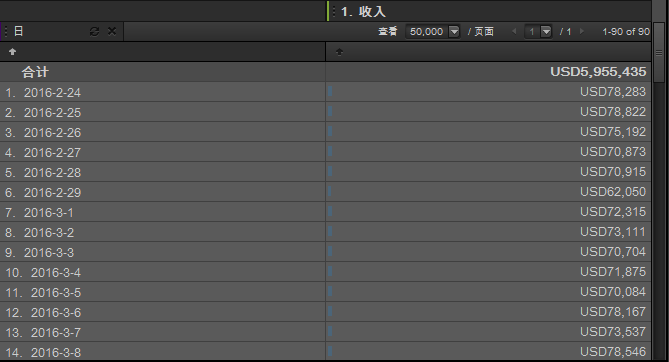 1. 收入
日 查看 50,000 / 页面 1 / 1 1-90 of 90
合计 USD5,955,435
1. 2016-2-24 USD78,283
2. 2016-2-25 USD78,822
3. 2016-2-26 USD75,192
4. 2016-2-27 USD70,873
5. 2016-2-28 USD70,915
6. 2016-2-29 USD62,050
7. 2016-3-1 USD72,315
8. 2016-3-2 USD73,111
9. 2016-3-3 USD70,704
10. 2016-3-4 USD71,875
11. 2016-3-5 USD70,084
12. 2016-3-6 USD78,167
13. 2016-3-7 USD73,537
14. 2016-3-8 USD78,546